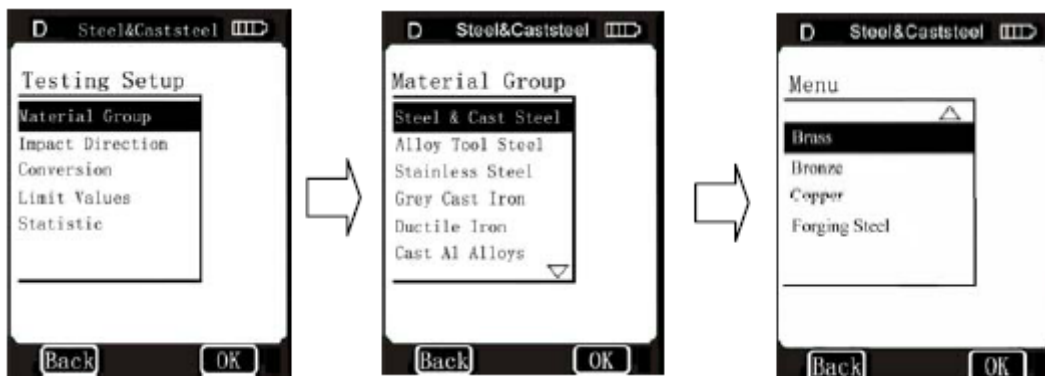 D Steel&Caststeel
Testing Setup
Material Group
Impact Direction
Conversion
Limit Values
Statistic
Back OK
D Steel&Caststeel
Material Group
Steel & Cast Steel
Alloy Tool Steel
Stainless Steel
Grey Cast Iron
Ductile Iron
Cast Al Alloys
Back OK
D Steel&Caststeel
Menu
Brass
Bronze
Copper
Forging Steel
Back OK